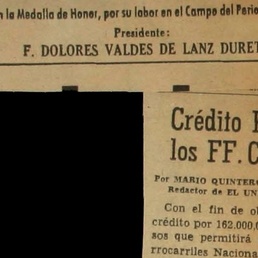 la Medalla de Honor, por su labor en el Campo del
Presidente:
F. DOLORES VALDES DE LANZ DURET
Crédito
los FF. C
Por MARIO QUINTERO
Redactor de EL
Con el fin de
crédito por 162.000,0
sos que permitirá
rrocarriles Naciona